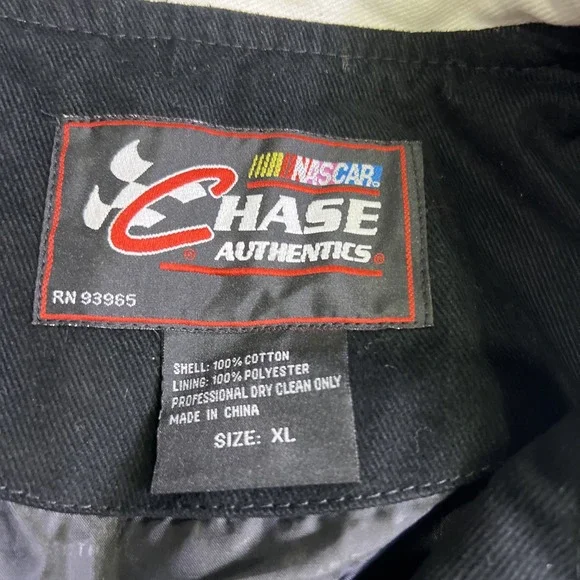 NASCAR®
CHASE
AUTHENTICS®
RN 93965
SHELL: 100% COTTON
LINING: 100% POLYESTER
PROFESSIONAL DRY CLEAN ONLY
MADE IN CHINA
SIZE: XL